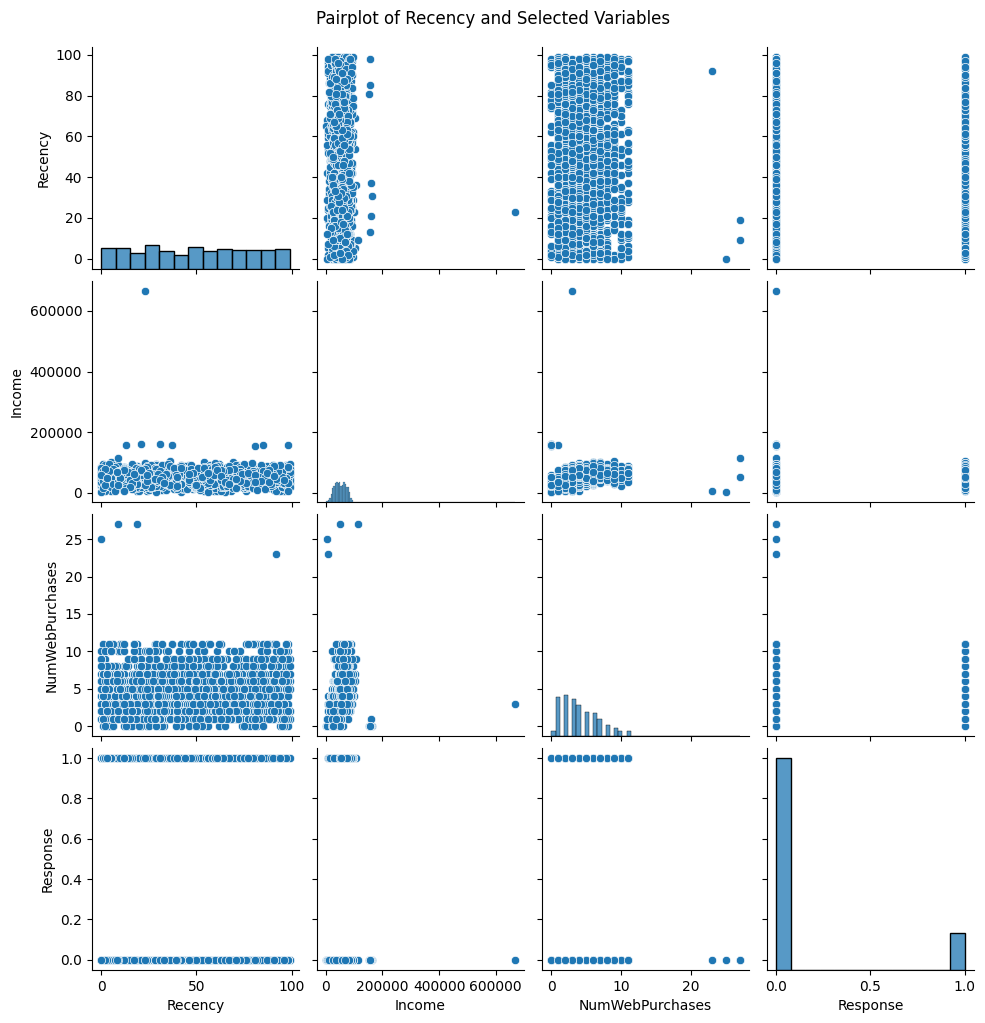 Pairplot of Recency and Selected Variables
100
80
60
40
20
0
Recency
600000
400000
200000
0
Income
25
20
15
10
5
0
NumWebPurchases
1.0
0.8
0.6
0.4
0.2
0.0
Response
0 50 100
0 200000 400000 600000
0 10 20
0.0 0.5 1.0
Recency Income NumWebPurchases Response